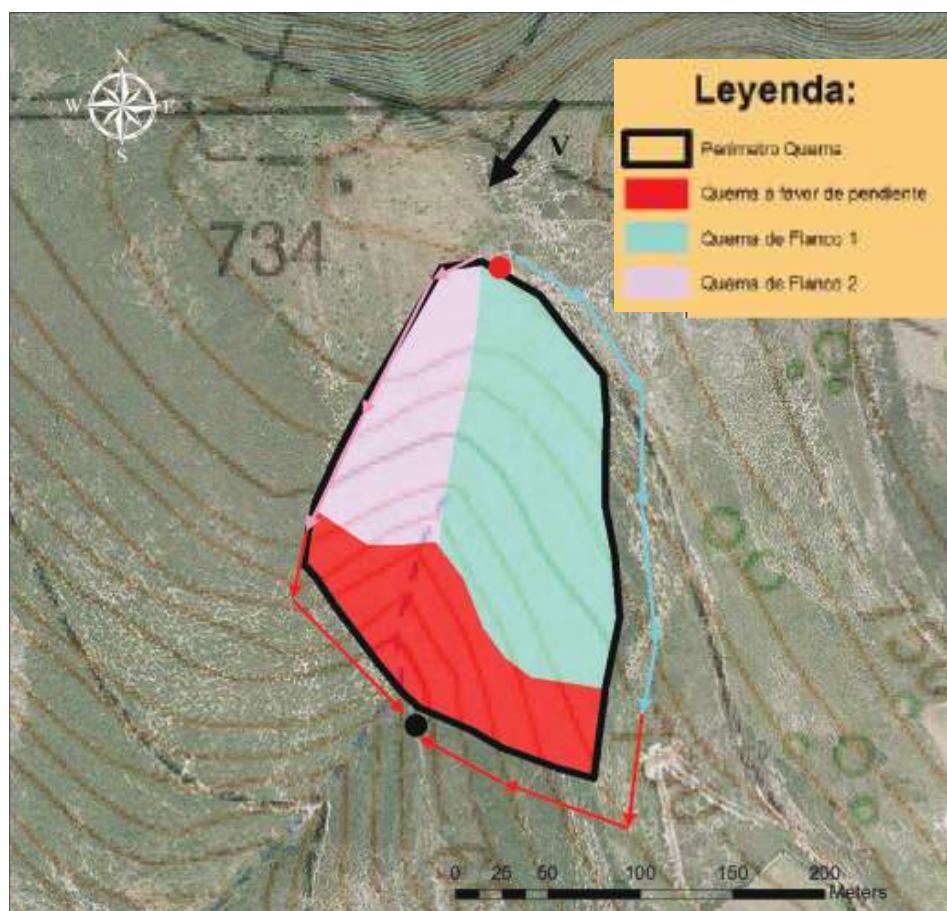 N
W E
S
V
Leyenda:
Perímetro Quema
Quema a favor de pendiente
Quema de Flanco 1
Quema de Flanco 2
734
0 25 50 100 150 200
Meters